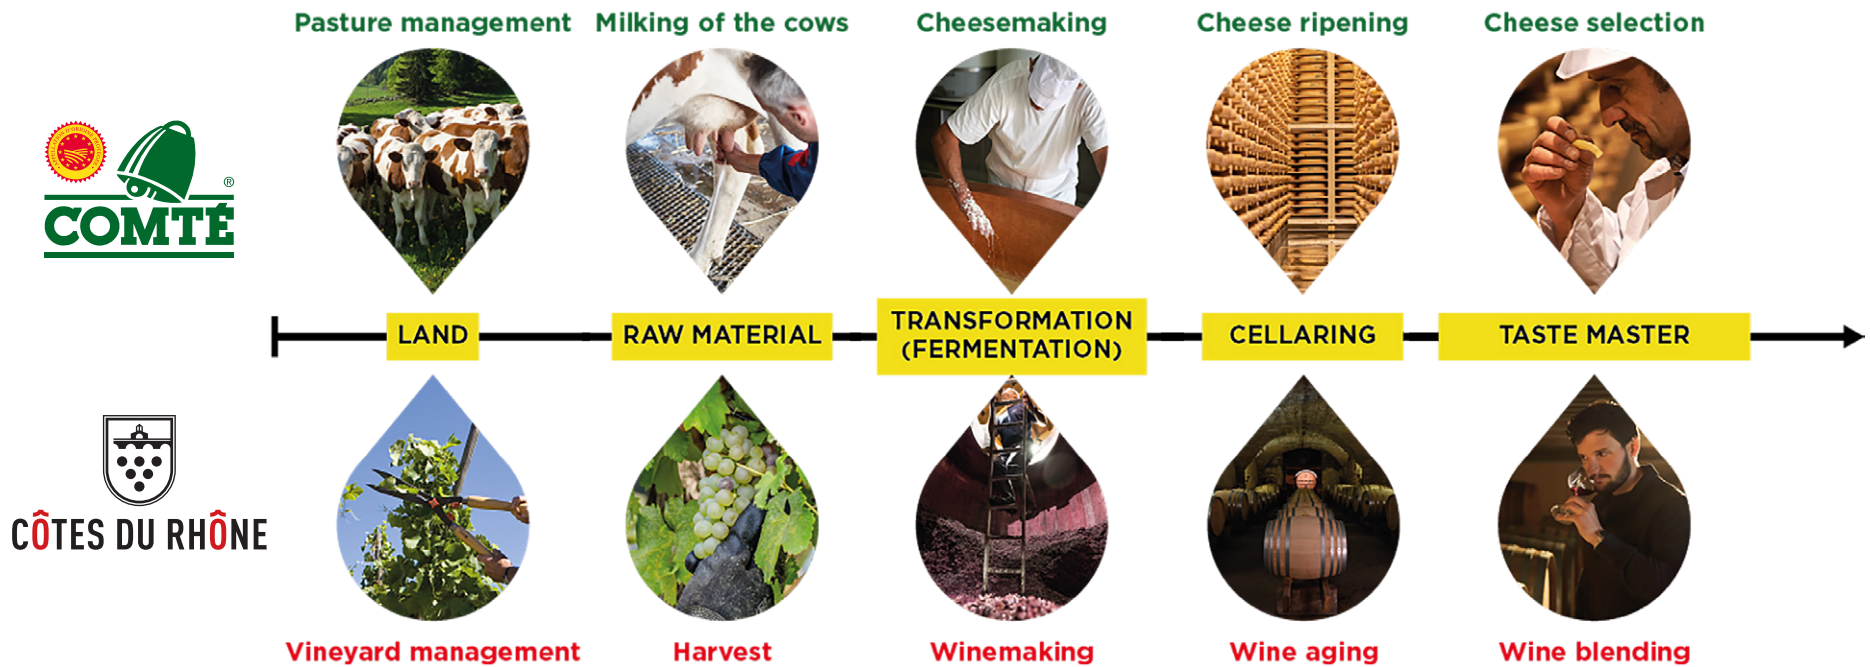 Pasture management
Milking of the cows
Cheesemaking
Cheese ripening
Cheese selection
COMTÉ
®
LAND
RAW MATERIAL
TRANSFORMATION
(FERMENTATION)
CELLARING
TASTE MASTER
CÔTES DU RHÔNE
Vineyard management
Harvest
Winemaking
Wine aging
Wine blending